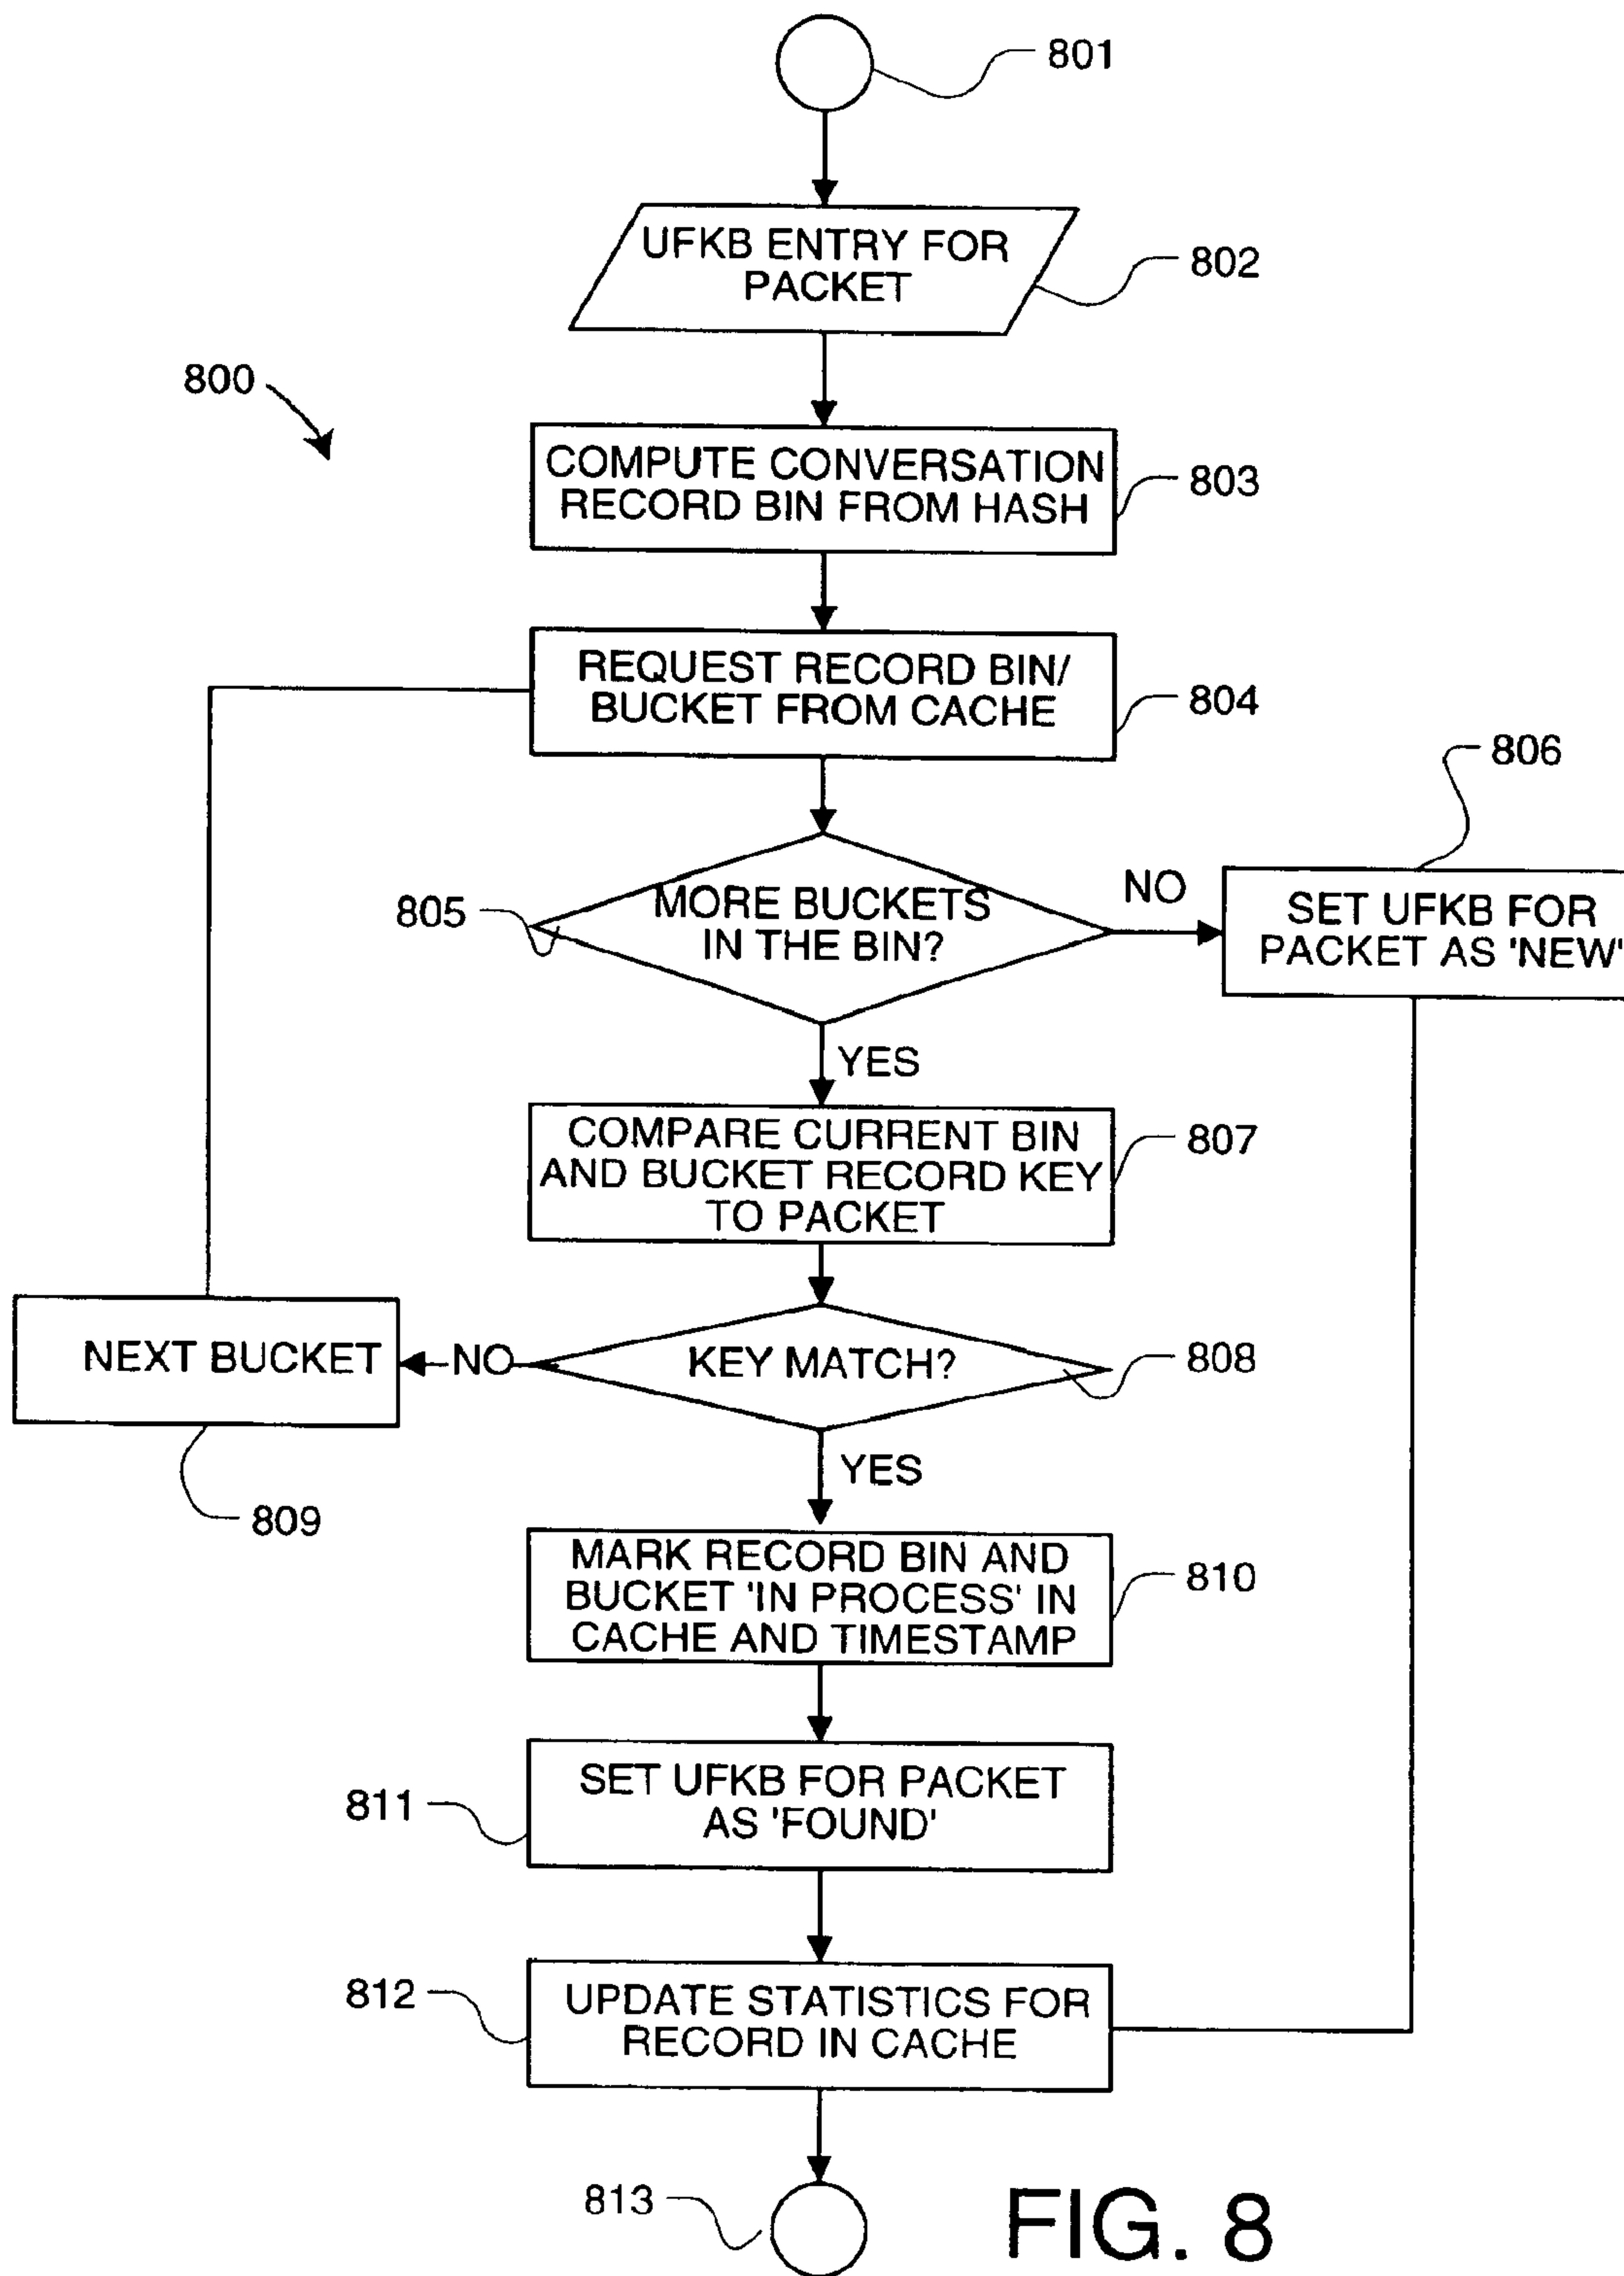 801
UFKB ENTRY FOR
PACKET
802
800
COMPUTE CONVERSATION
RECORD BIN FROM HASH
803
REQUEST RECORD BIN/
BUCKET FROM CACHE
804
806
805
MORE BUCKETS
IN THE BIN?
NO
SET UFKB FOR
PACKET AS 'NEW'
YES
COMPARE CURRENT BIN
AND BUCKET RECORD KEY
TO PACKET
807
NEXT BUCKET
NO
KEY MATCH?
808
YES
809
MARK RECORD BIN AND
BUCKET 'IN PROCESS' IN
CACHE AND TIMESTAMP
810
SET UFKB FOR PACKET
AS 'FOUND'
811
UPDATE STATISTICS FOR
RECORD IN CACHE
812
813
FIG. 8